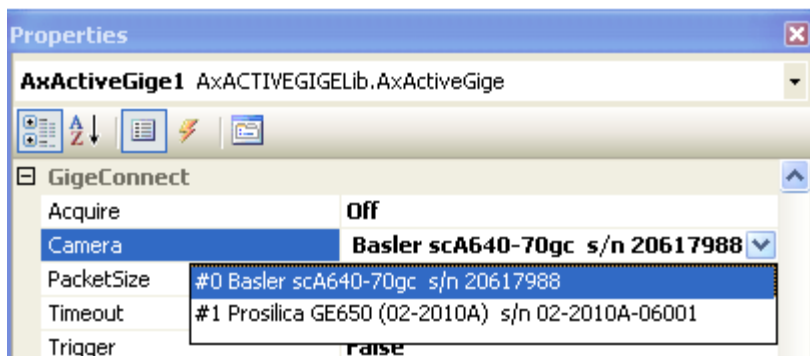 Properties
AxActiveGige1 AxACTIVEGIGELib.AxActiveGige
GigeConnect
Acquire Off
Camera Basler scA640-70gc s/n 20617988
PacketSize #0 Basler scA640-70gc s/n 20617988
Timeout #1 Prosilica GE650 (02-2010A) s/n 02-2010A-06001
Trigger False